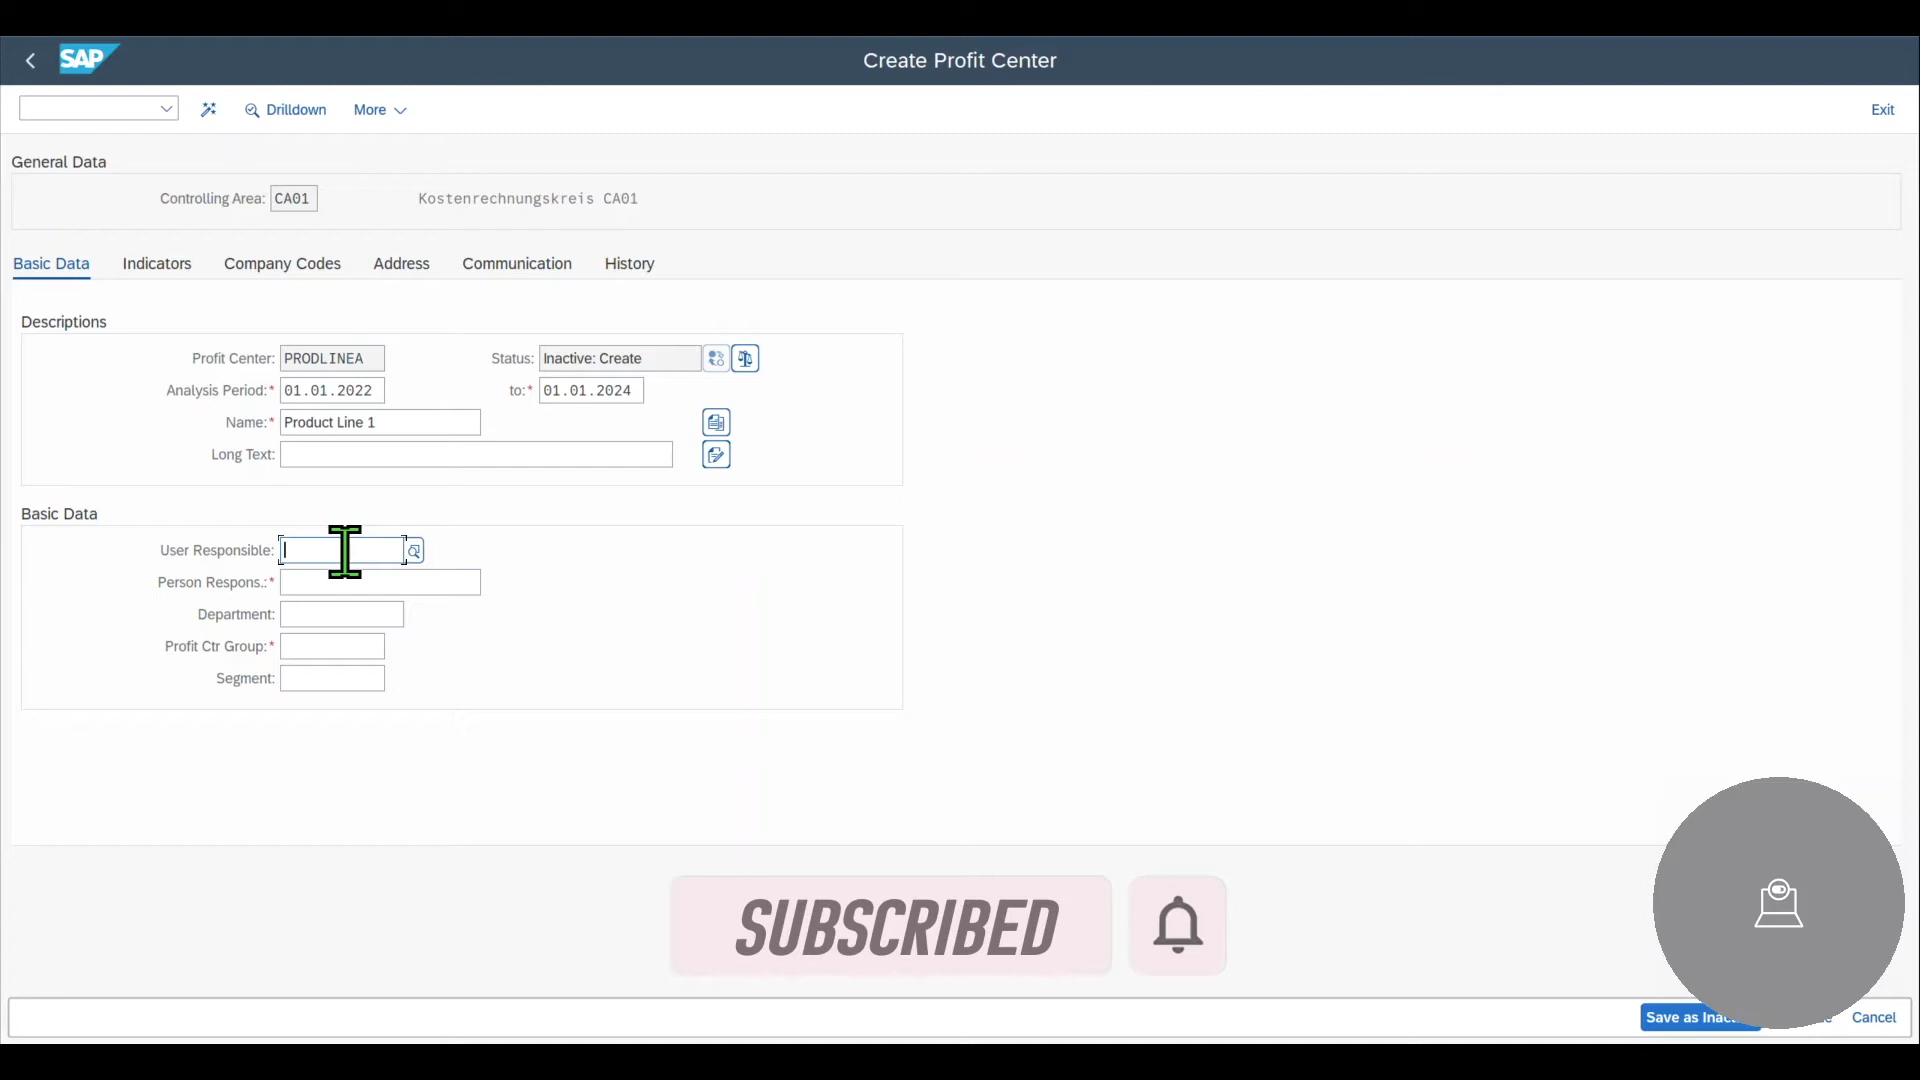 SAP
Create Profit Center
Drilldown More Exit
General Data
Controlling Area: CA01 Kostenrechnungskreis CA01
Basic Data Indicators Company Codes Address Communication History
Descriptions
Profit Center: PRODLINEA Status: Inactive: Create
Analysis Period:* 01.01.2022 to:* 01.01.2024
Name:* Product Line 1
Long Text:
Basic Data
User Responsible:
Person Respons.:*
Department:
Profit Ctr Group:*
Segment:
SUBSCRIBED
Save as Cancel